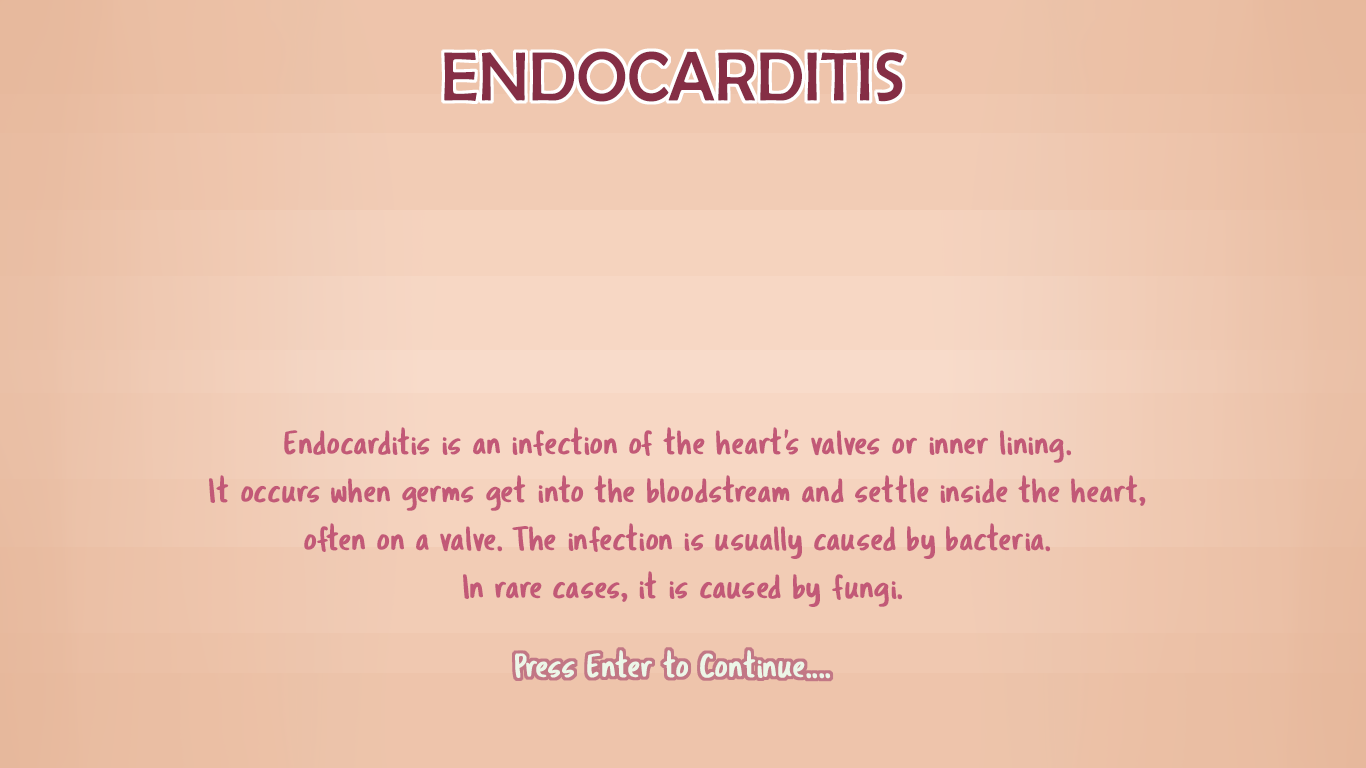 ENDOCARDITIS
Endocarditis is an infection of the heart's valves or inner lining.
It occurs when germs get into the bloodstream and settle inside the heart,
often on a valve. The infection is usually caused by bacteria.
In rare cases, it is caused by fungi.
Press Enter to Continue....